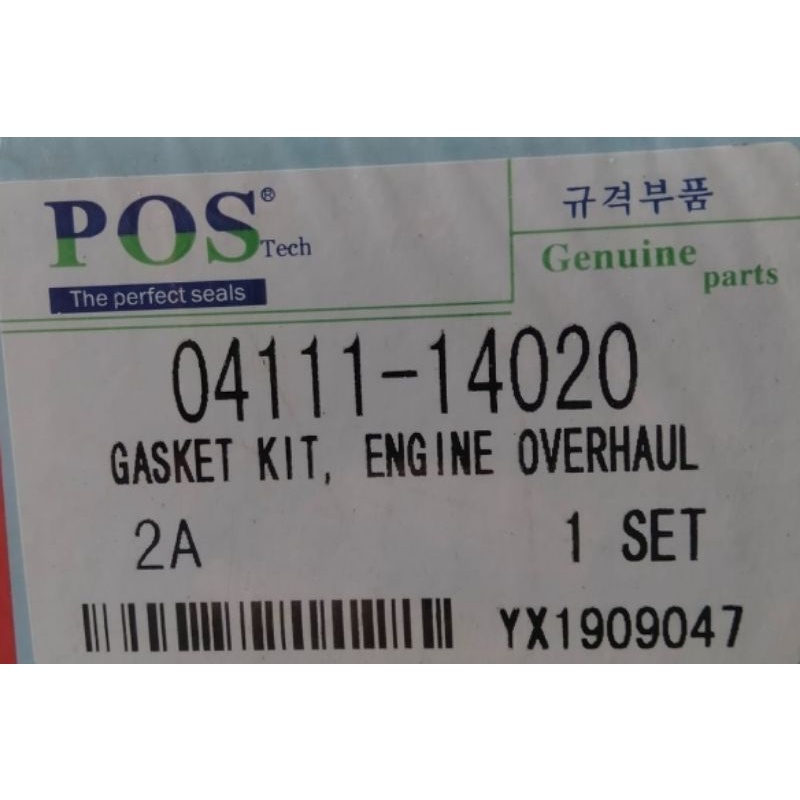 POS® Tech
The perfect seals
규격부품
Genuine
parts
04111-14020
GASKET KIT, ENGINE OVERHAUL
2A 1 SET
YX1909047